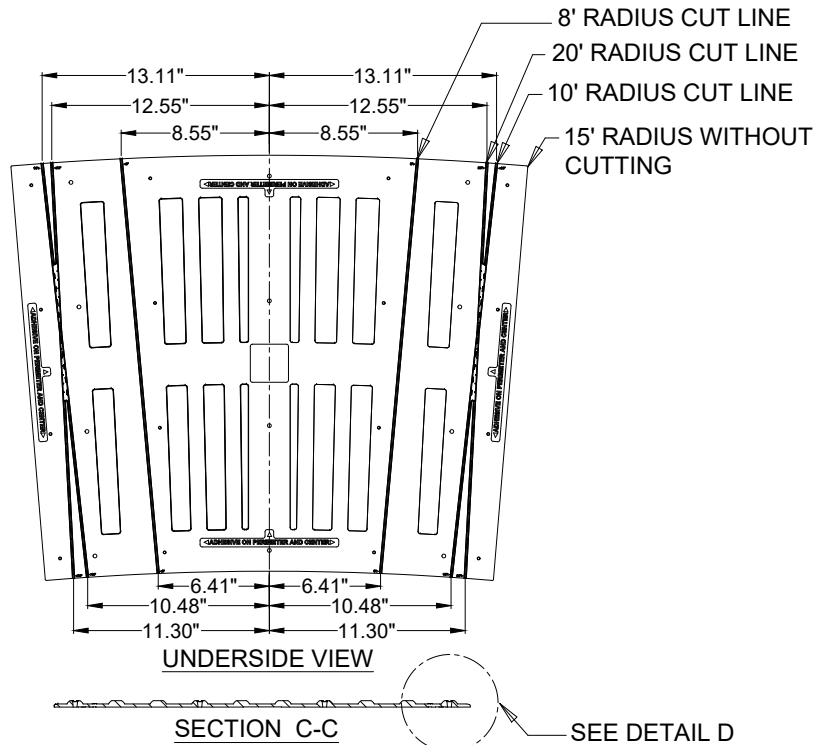 8' RADIUS CUT LINE
20' RADIUS CUT LINE
10' RADIUS CUT LINE
15' RADIUS WITHOUT
CUTTING
13.11" 13.11"
12.55" 12.55"
8.55" 8.55"
<ADHESIVE ON PERIMETER AND CENTER>
<ADHESIVE ON PERIMETER AND CENTER>
<ADHESIVE ON PERIMETER AND CENTER>
<ADHESIVE ON PERIMETER AND CENTER>
6.41" 6.41"
10.48" 10.48"
11.30" 11.30"
UNDERSIDE VIEW
SECTION C-C
SEE DETAIL D